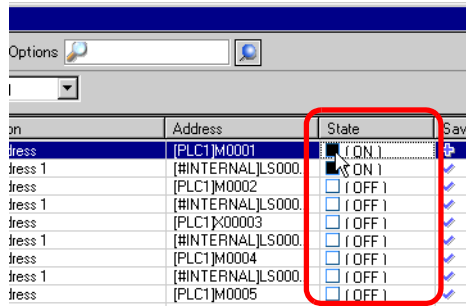 Options
on Address State Sav
dress [PLC1]M0001 ( ON )
dress 1 [#INTERNAL]LS000. ( ON )
dress [PLC1]M0002 ( OFF )
dress 1 [#INTERNAL]LS000. ( OFF )
dress [PLC1]X00003 ( OFF )
dress 1 [#INTERNAL]LS000. ( OFF )
dress [PLC1]M0004 ( OFF )
dress 1 [#INTERNAL]LS000. ( OFF )
dress [PLC1]M0005 ( OFF )